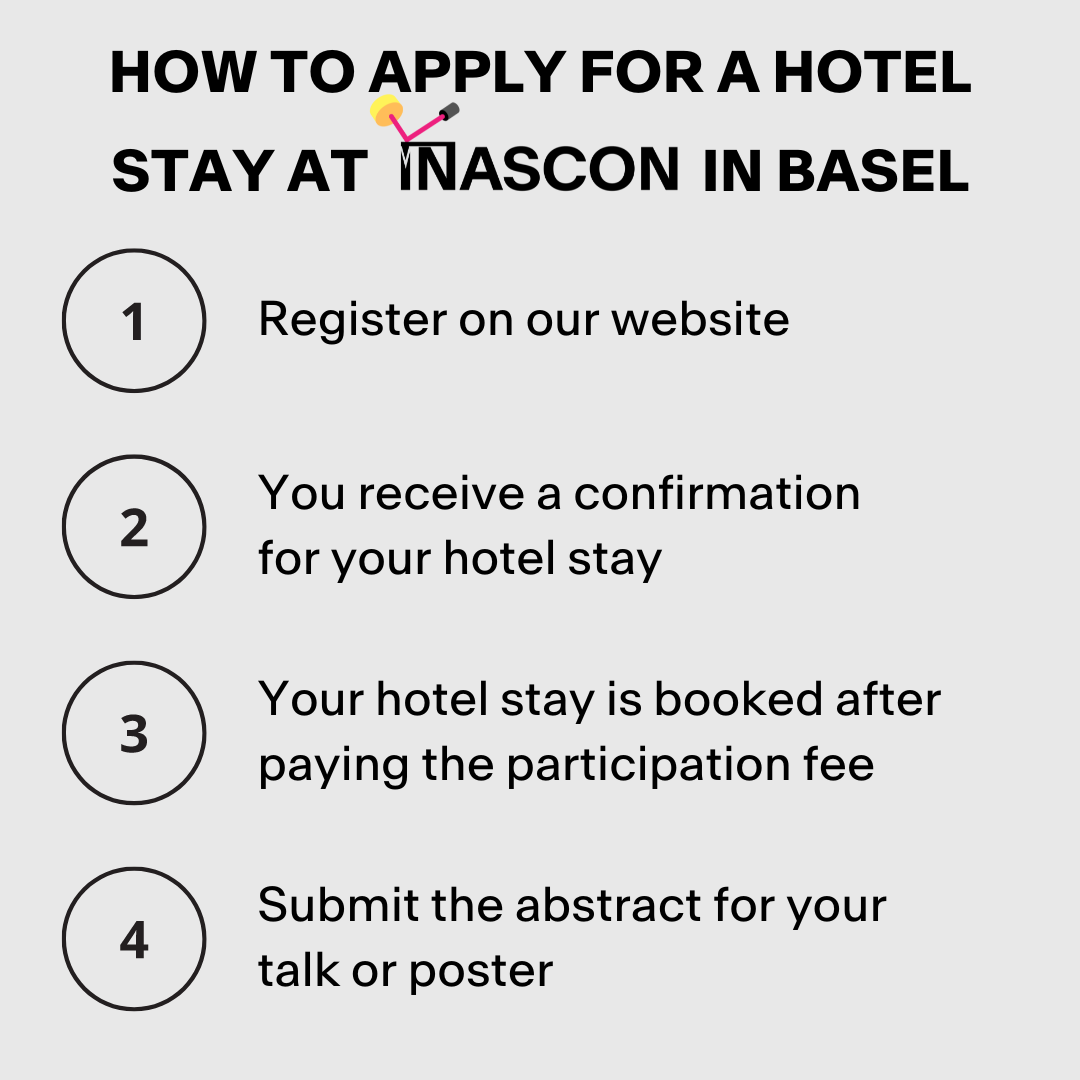 HOW TO APPLY FOR A HOTEL
STAY AT INASCON IN BASEL
1
Register on our website
2
You receive a confirmation
for your hotel stay
3
Your hotel stay is booked after
paying the participation fee
4
Submit the abstract for your
talk or poster